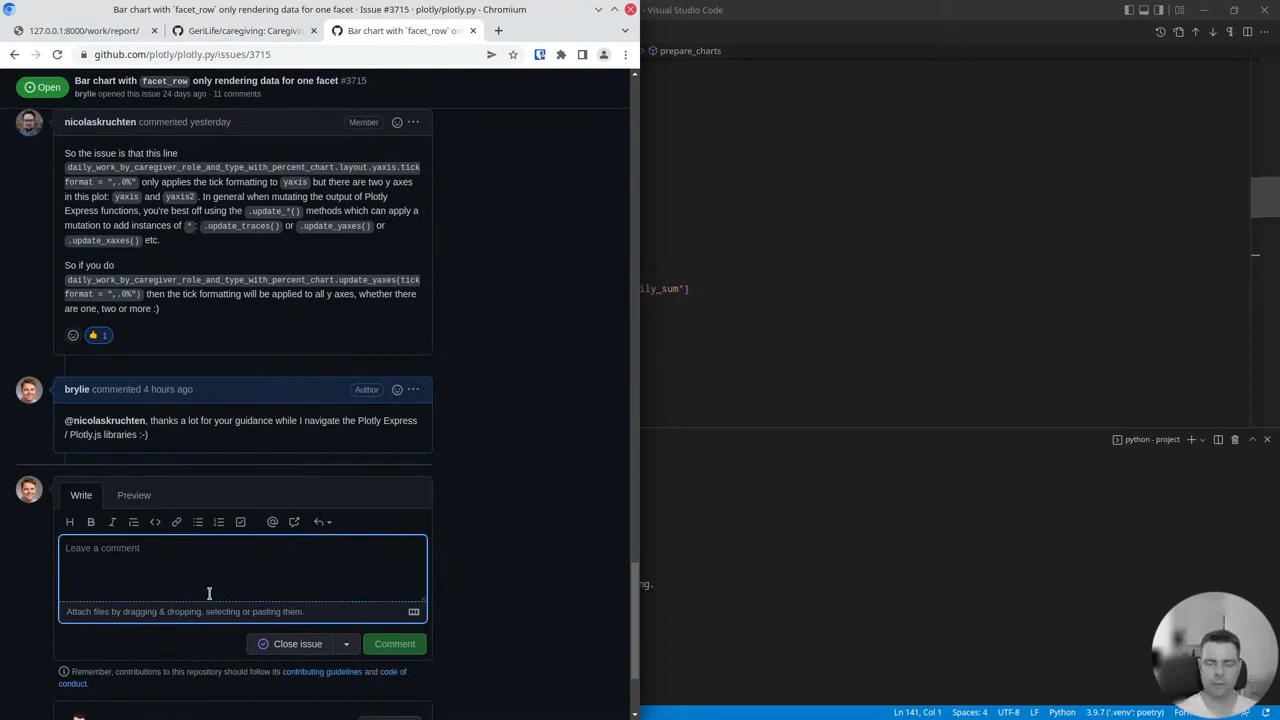 Bar chart with `facet_row` only rendering data for one facet · Issue #3715 · plotly/plotly.py - Chromium
- Visual Studio Code
127.0.0.1:8000/work/report/
GeriLife/caregiving: Caregivin
Bar chart with `facet_row` onl
github.com/plotly/plotly.py/issues/3715
prepare_charts
Open
Bar chart with facet_row only rendering data for one facet #3715
brylie opened this issue 24 days ago · 11 comments
nicolaskruchten commented yesterday
Member
So the issue is that this line
daily_work_by_caregiver_role_and_type_with_percent_chart.layout.yaxis.tick
format = ",.0%" only applies the tick formatting to yaxis but there are two y axes
in this plot: yaxis and yaxis2. In general when mutating the output of Plotly
Express functions, you're best off using the .update_*() methods which can apply a
mutation to add instances of *: .update_traces() or .update_yaxes() or
.update_xaxes() etc.
So if you do
daily_work_by_caregiver_role_and_type_with_percent_chart.update_yaxes(tick
format = ",.0%") then the tick formatting will be applied to all y axes, whether there
are one, two or more :)
👍 1
ily_sum"]
brylie commented 4 hours ago
Author
@nicolaskruchten, thanks a lot for your guidance while I navigate the Plotly Express
/ Plotly.js libraries :-)
python - project
Write
Preview
Leave a comment
Attach files by dragging & dropping, selecting or pasting them.
ng.
Close issue
Comment
Remember, contributions to this repository should follow its contributing guidelines and code of
conduct.
Ln 141, Col 1
Spaces: 4
UTF-8
LF
Python
3.9.7 ('.venv': poetry)